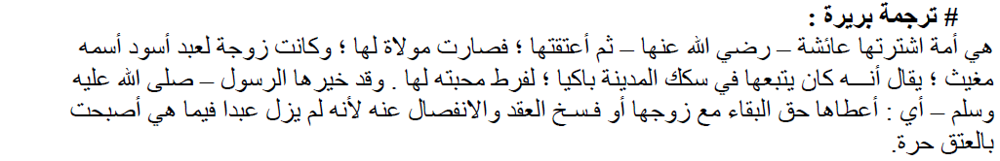 # ترجمة بريرة :
هي أمة اشترتها عائشة – رضي الله عنها – ثم أعتقتها ؛ فصارت مولاة لها ؛ وكانت زوجة لعبد أسود أسمه
مغيث ؛ يقال أنـــه كان يتبعها في سكك المدينة باكيا ؛ لفرط محبته لها . وقد خيرها الرسول – صلى الله عليه
وسلم – أي : أعطاها حق البقاء مع زوجها أو فـسـخ العقد والانفصال عنه لأنه لم يزل عبدا فيما هي أصبحت
بالعتق حرة.